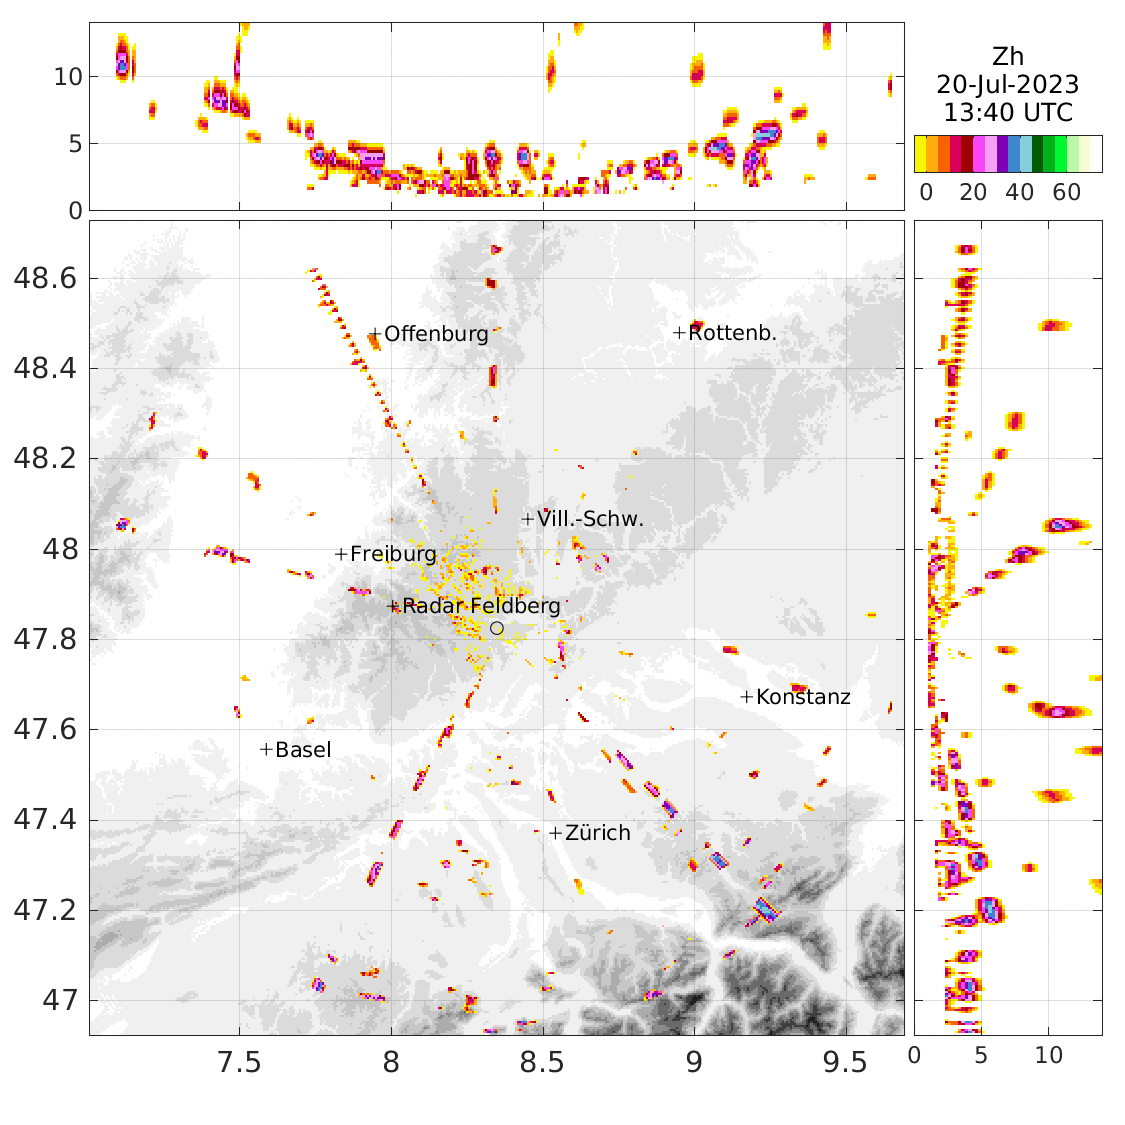 10
5
0
Zh
20-Jul-2023
13:40 UTC
0 20 40 60
48.6
48.4
48.2
48
47.8
47.6
47.4
47.2
47
+Offenburg
+Rottenb.
+Vill.-Schw.
+Freiburg
+Radar Feldberg
+Konstanz
+Basel
+Zürich
7.5 8 8.5 9 9.5
0 5 10